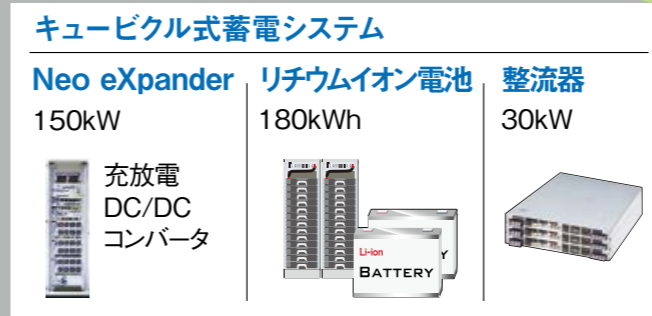 キュービクル式蓄電システム
Neo eXpander
150kW
充放電
DC/DC
コンバータ
リチウムイオン電池
180kWh
Li-ion
BATTERY
整流器
30kW